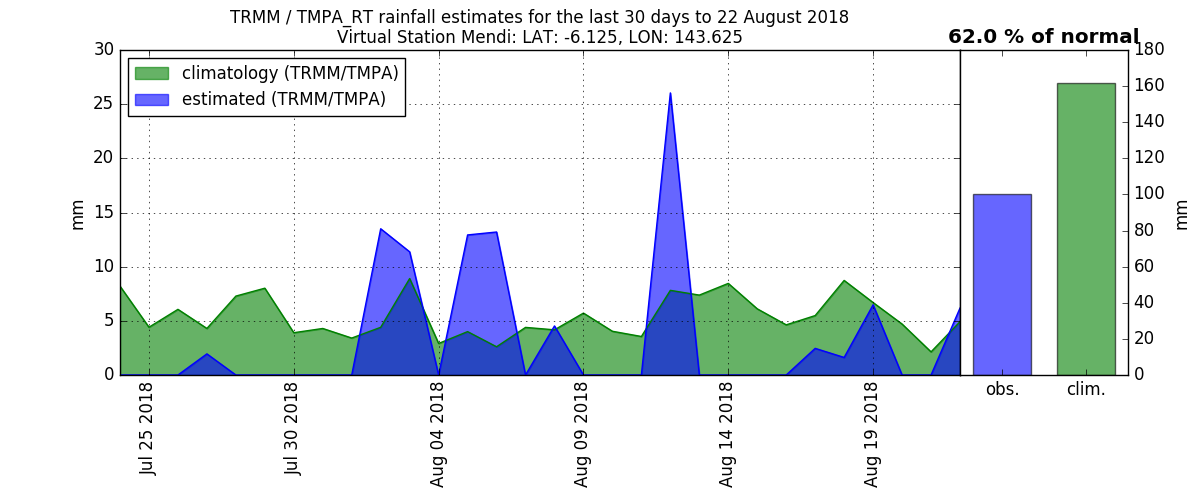 TRMM / TMPA_RT rainfall estimates for the last 30 days to 22 August 2018
Virtual Station Mendi: LAT: -6.125, LON: 143.625
62.0 % of normal
climatology (TRMM/TMPA)
estimated (TRMM/TMPA)
30
25
20
15
10
5
0
mm
Jul 25 2018
Jul 30 2018
Aug 04 2018
Aug 09 2018
Aug 14 2018
Aug 19 2018
obs.
clim.
180
160
140
120
100
80
60
40
20
0
mm